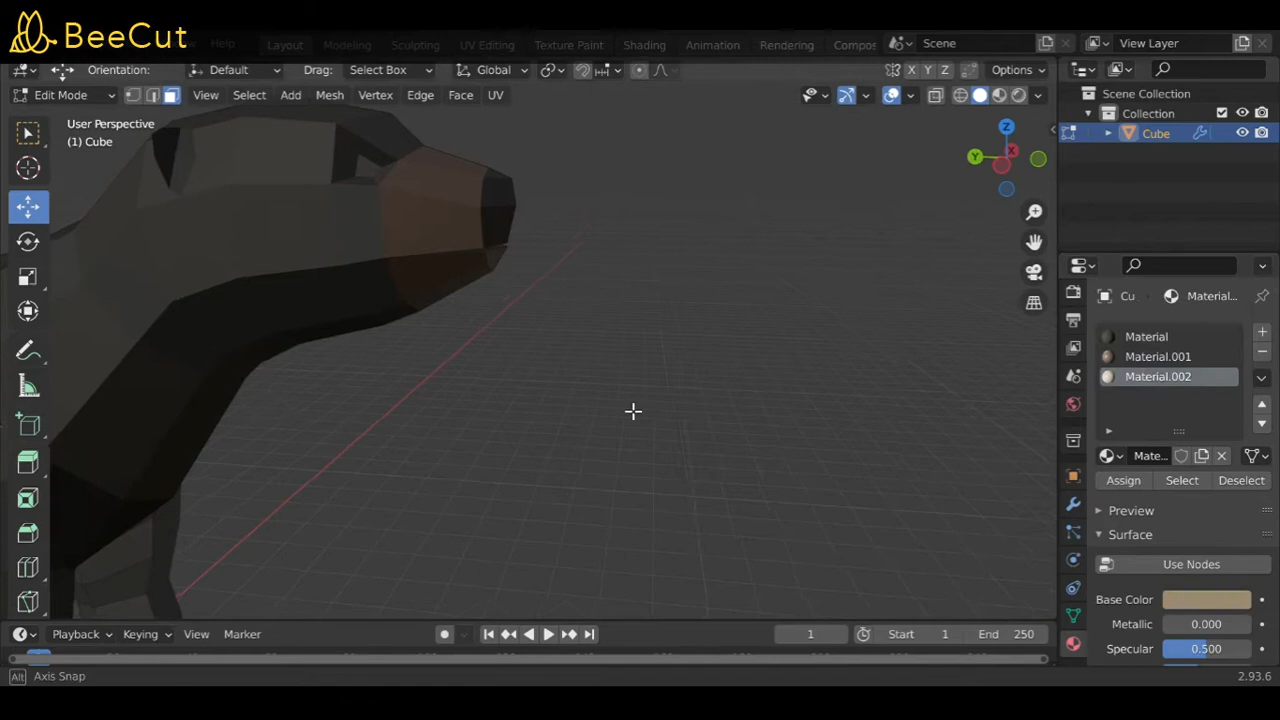 BeeCut
Help
Layout
Modeling
Sculpting
UV Editing
Texture Paint
Shading
Animation
Rendering
Compos
Scene
View Layer
Orientation:
Default
Drag:
Select Box
Global
X Y Z
Options
Edit Mode
View
Select
Add
Mesh
Vertex
Edge
Face
UV
User Perspective
(1) Cube
Z
Y
X
Scene Collection
Collection
Cube
Cu
Material...
Material
Material.001
Material.002
Mate...
Assign
Select
Deselect
Preview
Surface
Use Nodes
Base Color
Metallic 0.000
Specular 0.500
Playback
Keying
View
Marker
1
Start 1
End 250
Alt Axis Snap
2.93.6